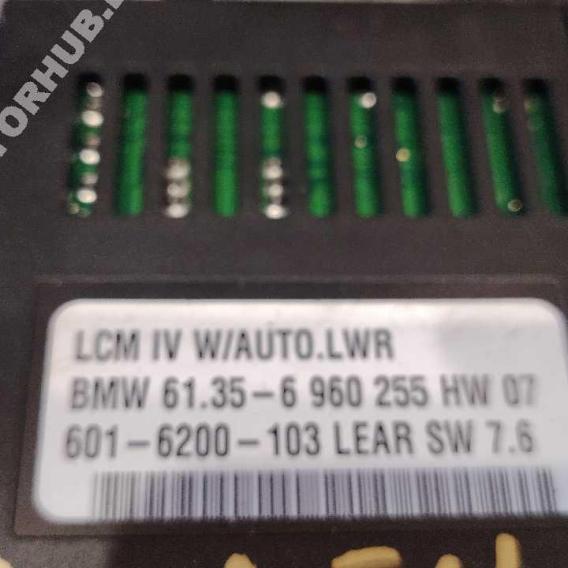 LCM IV W/AUTO.LWR
BMW 61.35-6 960 255 HW 07
601-6200-103 LEAR SW 7.6